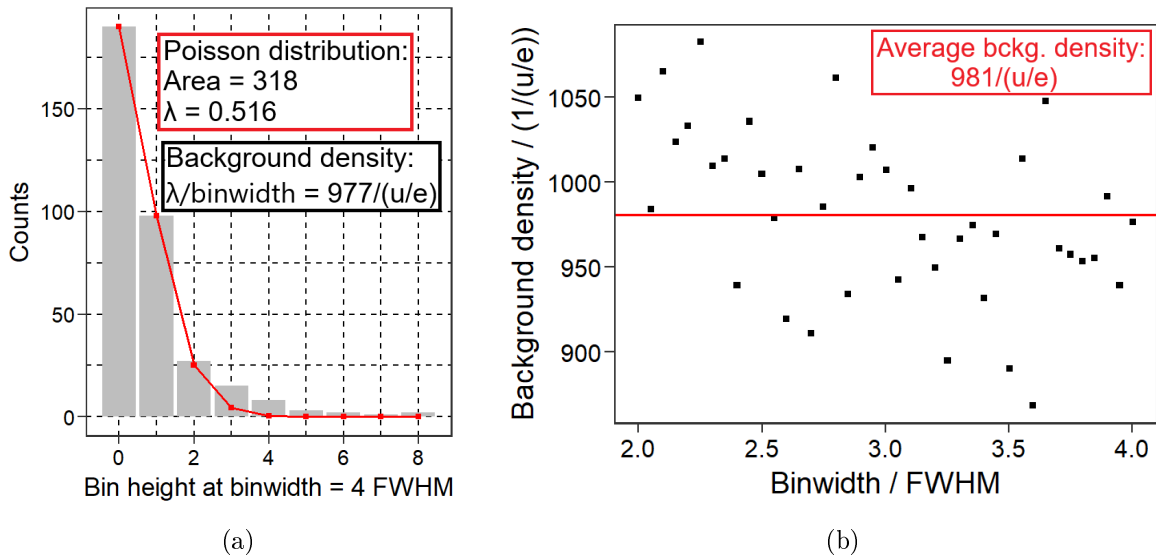 Poisson distribution:
Area = 318
λ = 0.516
Background density:
λ/binwidth = 977/(u/e)
Counts
150
100
50
0
0
2
4
6
8
Bin height at binwidth = 4 FWHM
(a)
Average bckg. density:
981/(u/e)
Background density / (1/(u/e))
1050
1000
950
900
2.0
2.5
3.0
3.5
4.0
Binwidth / FWHM
(b)